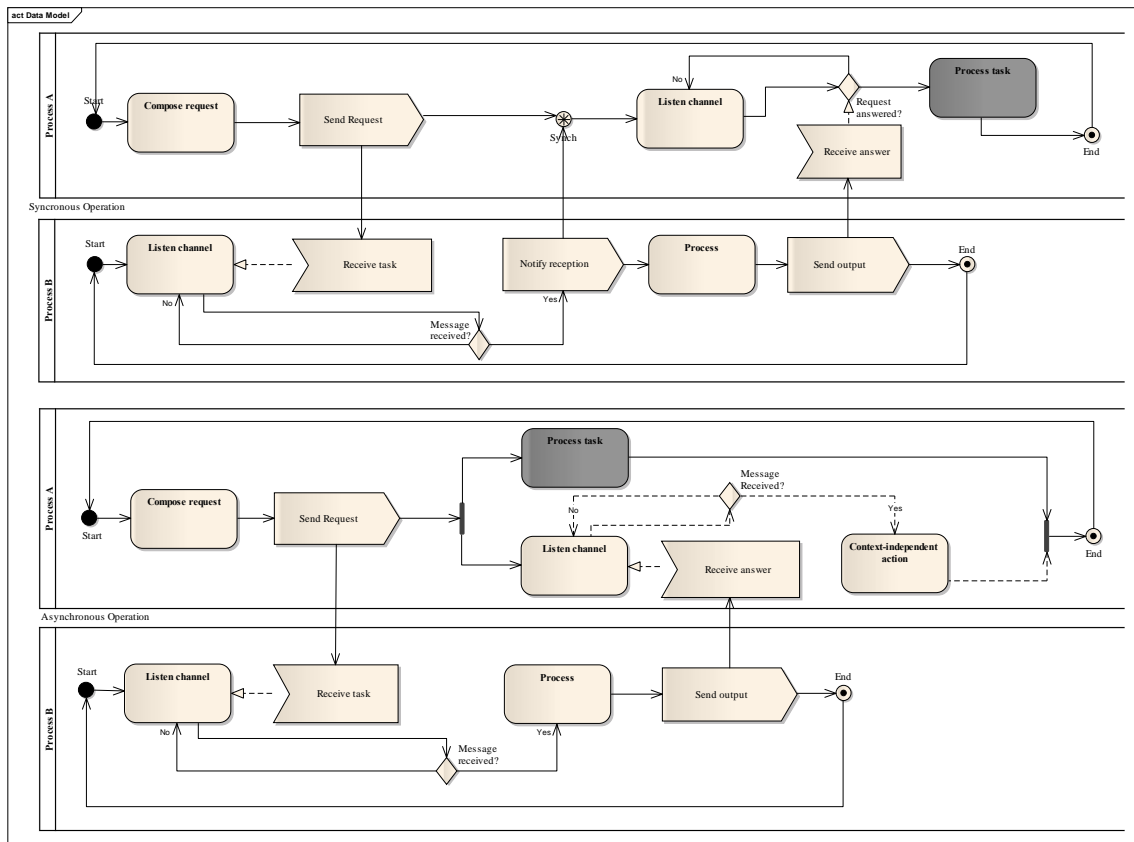 act Data Model
Process A
Start
Compose request
Send Request
Synch
Listen channel
No
Request
answered?
Receive answer
Process task
End
Syncronous Operation
Process B
Start
Listen channel
Receive task
No
Message
received?
Yes
Notify reception
Process
Send output
End
Process A
Start
Compose request
Send Request
Process task
Listen channel
No
Message
Received?
Yes
Receive answer
Context-independent
action
End
Asynchronous Operation
Process B
Start
Listen channel
Receive task
No
Message
received?
Yes
Process
Send output
End